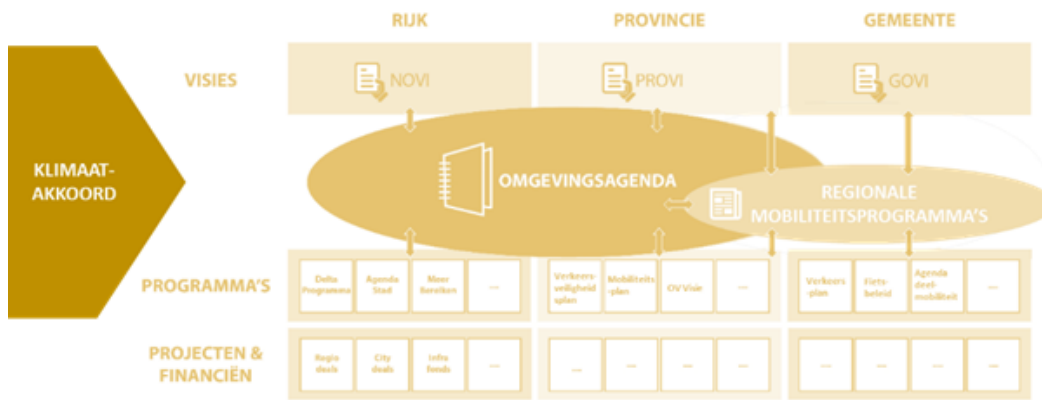 RIJK
PROVINCIE
GEMEENTE
VISIES
NOVI
PROVI
GOVI
KLIMAAT-
AKKOORD
OMGEVINGSAGENDA
REGIONALE
MOBILITEITSPROGRAMMA'S
PROGRAMMA'S
Delta
Programma
Agenda
Stad
Meer
Bereiken
...
Verkeers-
veiligheid
splan
Mobiliteits
-plan
OV Visie
...
Verkeers
-plan
Fiets-
beleid
Agenda
deel-
mobiliteit
...
PROJECTEN &
FINANCIËN
Regio
deals
City
deals
Infra
fonds
...
...
...
...
...
...
...
...
...